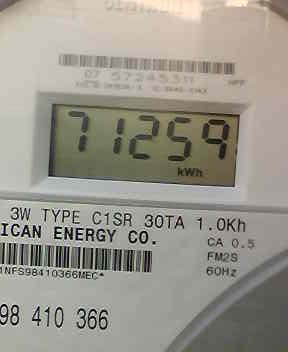 07 57245311
71259
kWh
3W TYPE C1SR 30TA 1.0Kh
ICAN ENERGY CO.
CA 0.5
FM2S
60Hz
1NFS98410366MEC*
98 410 366